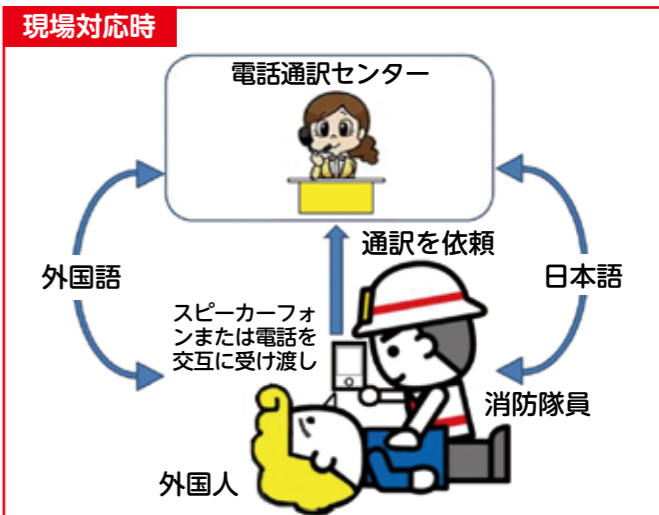 現場対応時
電話通訳センター
通訳を依頼
外国語
日本語
スピーカーフォ
ンまたは電話を
交互に受け渡し
消防隊員
外国人